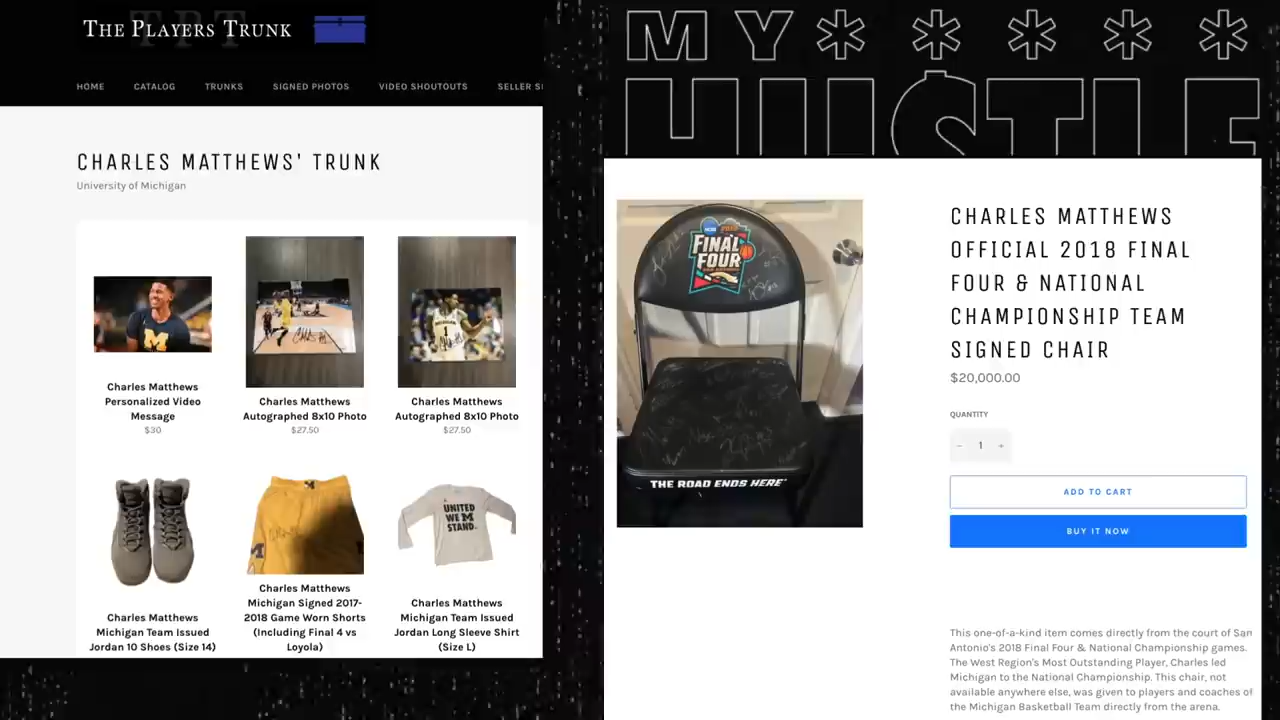 THE PLAYERS TRUNK
HOME CATALOG TRUNKS SIGNED PHOTOS VIDEO SHOUTOUTS SELLER
CHARLES MATTHEWS' TRUNK
University of Michigan
Charles Matthews
Personalized Video
Message
$30
Charles Matthews
Autographed 8x10 Photo
$27.50
Charles Matthews
Autographed 8x10 Photo
$27.50
UNITED
WE M
STAND.
Charles Matthews
Michigan Team Issued
Jordan 10 Shoes (Size 14)
Charles Matthews
Michigan Signed 2017-
2018 Game Worn Shorts
(Including Final 4 vs
Loyola)
Charles Matthews
Michigan Team Issued
Jordan Long Sleeve Shirt
(Size L)
MY*****
HU$TLE
FINAL
FOUR
THE ROAD ENDS HERE
CHARLES MATTHEWS
OFFICIAL 2018 FINAL
FOUR & NATIONAL
CHAMPIONSHIP TEAM
SIGNED CHAIR
$20,000.00
QUANTITY
− 1 +
ADD TO CART
BUY IT NOW
This one-of-a-kind item comes directly from the court of San
Antonio's 2018 Final Four & National Championship games.
The West Region's Most Outstanding Player, Charles led
Michigan to the National Championship. This chair, not
available anywhere else, was given to players and coaches of
the Michigan Basketball Team directly from the arena.